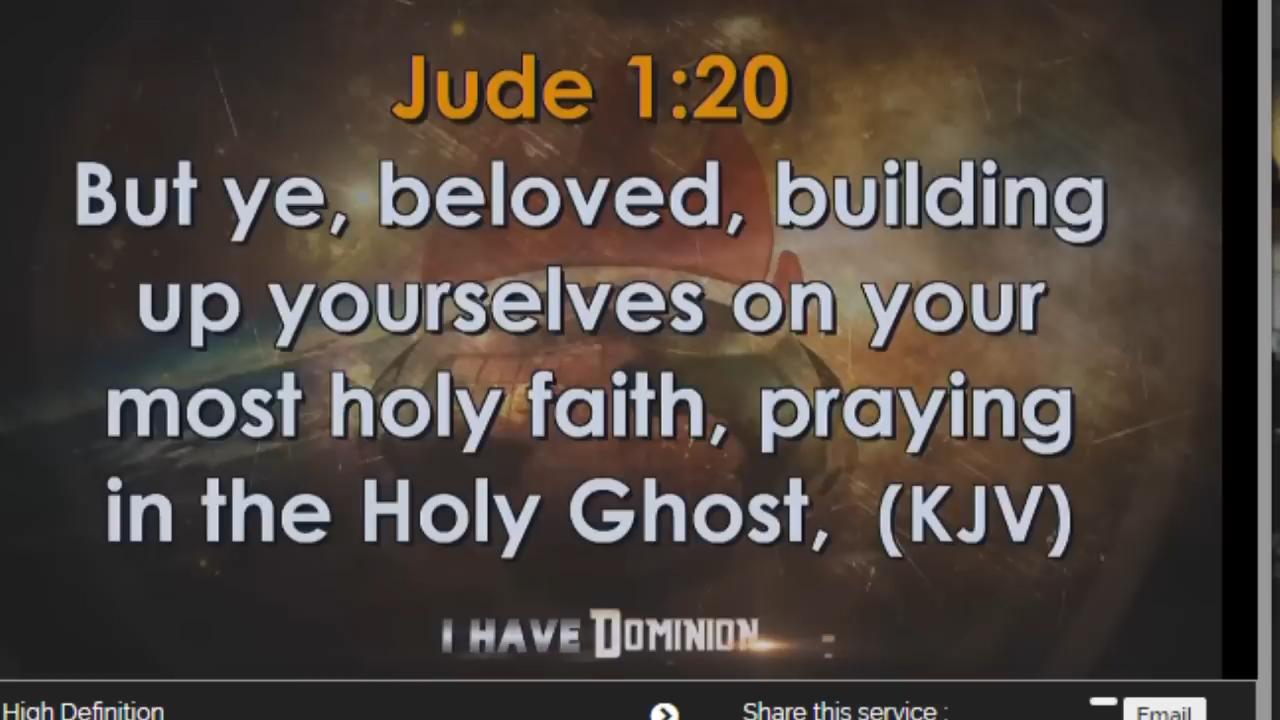 Jude 1:20
But ye, beloved, building
up yourselves on your
most holy faith, praying
in the Holy Ghost, (KJV)
I HAVE DOMINION
High Definition
Share this service :
Email